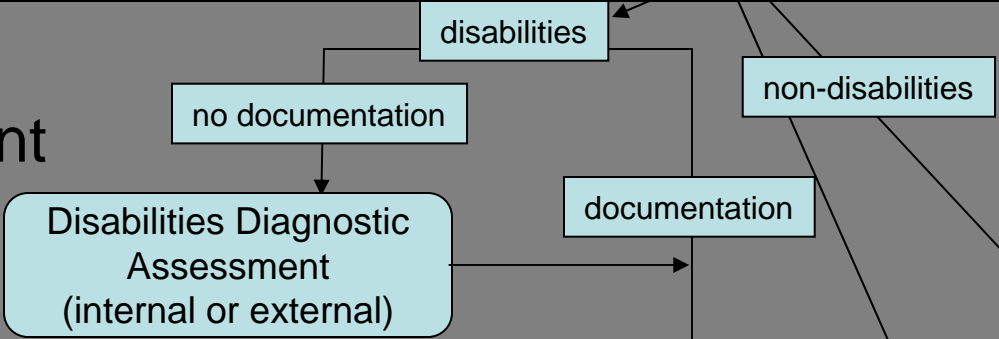 disabilities
non-disabilities
no documentation
nt
documentation
Disabilities Diagnostic
Assessment
(internal or external)